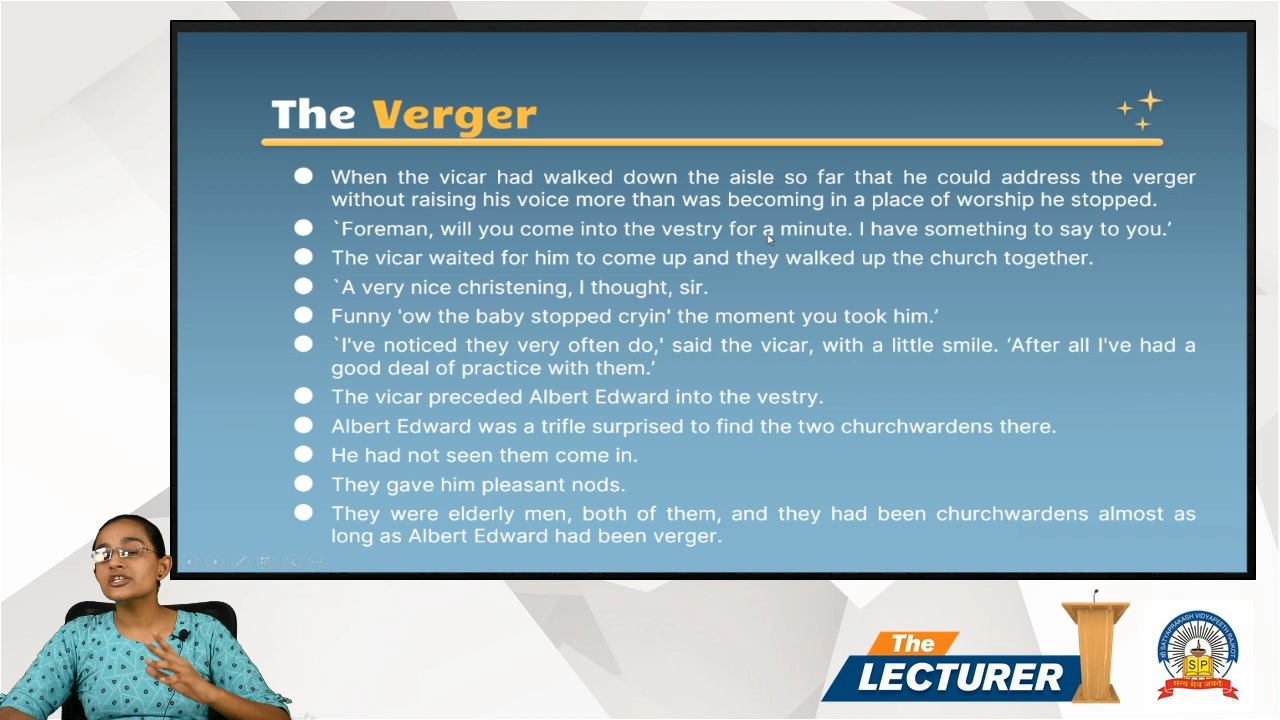 The Verger
When the vicar had walked down the aisle so far that he could address the verger
without raising his voice more than was becoming in a place of worship he stopped.
`Foreman, will you come into the vestry for a minute. I have something to say to you.’
The vicar waited for him to come up and they walked up the church together.
`A very nice christening, I thought, sir.
Funny 'ow the baby stopped cryin' the moment you took him.’
`I've noticed they very often do,' said the vicar, with a little smile. ‘After all I've had a
good deal of practice with them.’
The vicar preceded Albert Edward into the vestry.
Albert Edward was a trifle surprised to find the two churchwardens there.
He had not seen them come in.
They gave him pleasant nods.
They were elderly men, both of them, and they had been churchwardens almost as
long as Albert Edward had been verger.
The
LECTURER
SATYAPRAKASH VIDYAPEETH RAJKOT
SP
सत्य मेव जयते